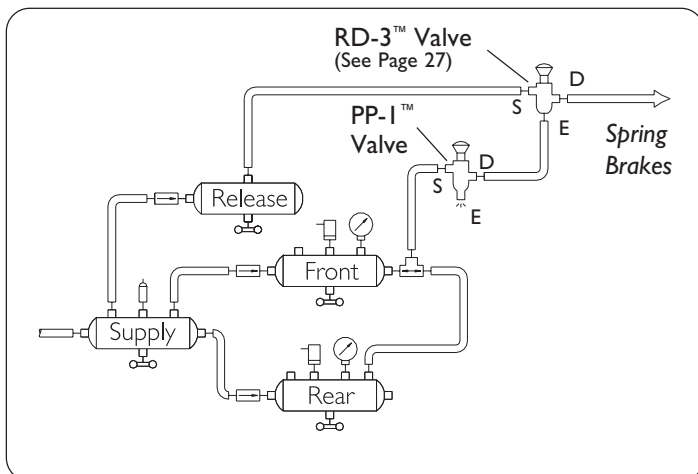 RD-3™ Valve
(See Page 27)
D
S
E
PP-1™
Valve
D
S
E
Spring
Brakes
Release
Front
Supply
Rear